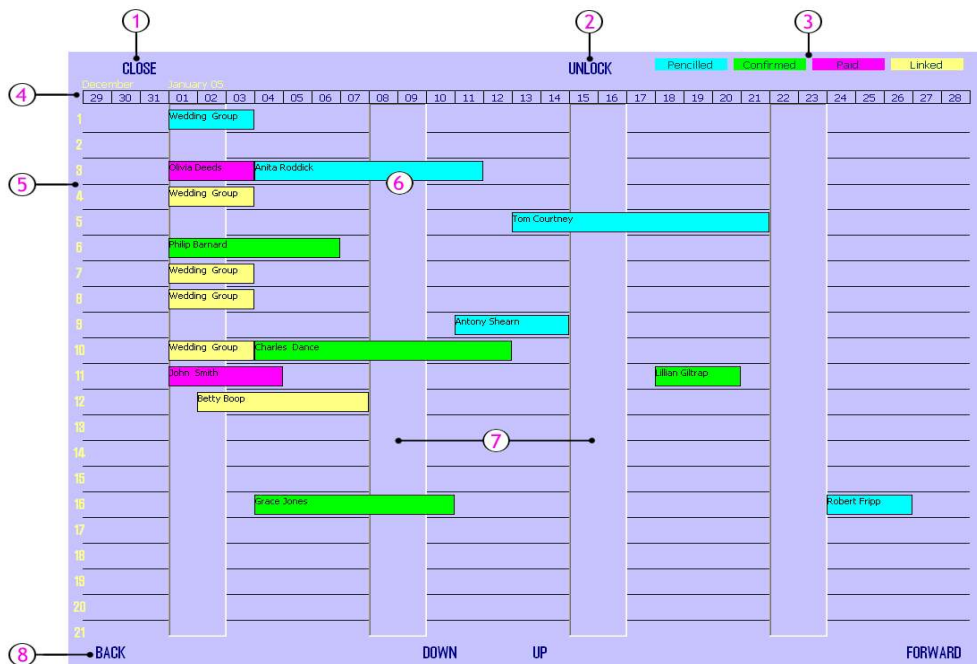 1 2 3
CLOSE UNLOCK Pencilled Confirmed Paid Linked
December January 05
4 29 30 31 01 02 03 04 05 06 07 08 09 10 11 12 13 14 15 16 17 18 19 20 21 22 23 24 25 26 27 28
1 Wedding Group
2
3 Olivia Deeds Anita Roddick
5 6
4 Wedding Group
5 Tom Courtney
6 Philip Barnard
7 Wedding Group
8 Wedding Group
9 Antony Shearn
10 Wedding Group Charles Dance
11 John Smith Lillian Giltrap
12 Betty Boop
13
7
14
15
16 Grace Jones Robert Fripp
17
18
19
20
21
8 BACK DOWN UP FORWARD